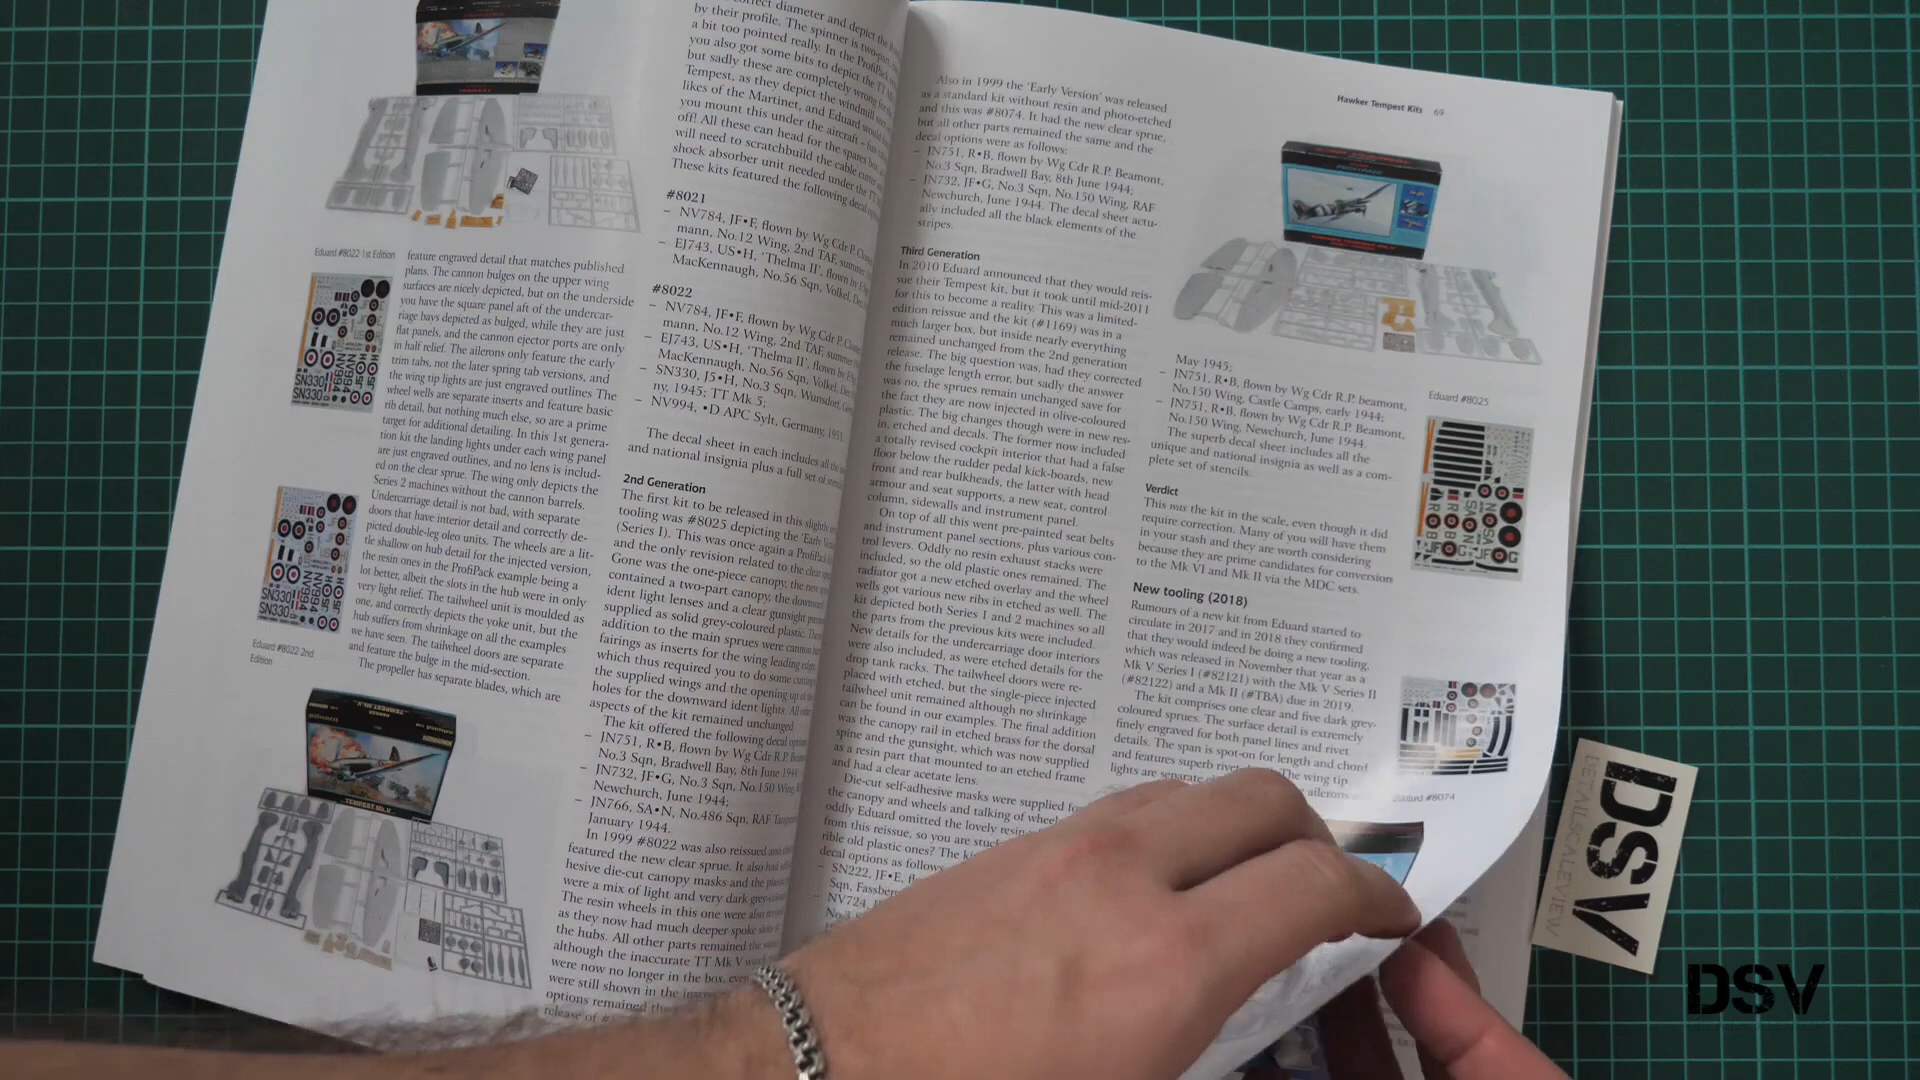 correct diameter and depict the
by their profile. The spinner is two-part,
a bit too pointed really. In the ProfiPack
you also got some bits to depict the TT
but sadly these are completely wrong for
Tempest, as they depict the windmill
likes of the Martinet, and Eduard would
you mount this under the aircraft –
off! All these can head for the spares
will need to scratchbuild the cable cutter
shock absorber unit needed under the TT
These kits featured the following decal
#8021
– NV784, JF•F, flown by Wg Cdr P. Closter-
mann, No.12 Wing, 2nd TAF, summer
– EJ743, US•H, 'Thelma II', flown by
MacKennaugh, No.56 Sqn, Volkel,
#8022
– NV784, JF•F, flown by Wg Cdr P. Closter-
mann, No.12 Wing, 2nd TAF, summer
– EJ743, US•H, 'Thelma II', flown by F/Sgt
MacKennaugh, No.56 Sqn, Volkel,
– SN330, J5•H, No.3 Sqn, Wunsdorf,
ny, 1945; TT Mk 5;
– NV994, •D APC Sylt, Germany, 1951.
The decal sheet in each includes all the
and national insignia plus a full set of
Eduard #8022 1st Edition
feature engraved detail that matches published
plans. The cannon bulges on the upper wing
surfaces are nicely depicted, but on the underside
you have the square panel aft of the undercar-
riage bays depicted as bulged, while they are just
flat panels, and the cannon ejector ports are only
in half relief. The ailerons only feature the early
trim tabs, not the later spring tab versions, and
the wing tip lights are just engraved outlines The
wheel wells are separate inserts and feature basic
rib detail, but nothing much else, so are a prime
target for additional detailing. In this 1st genera-
tion kit the landing lights under each wing panel
are just engraved outlines, and no lens is includ-
ed on the clear sprue. The wing only depicts the
Series 2 machines without the cannon barrels.
Undercarriage detail is not bad, with separate
doors that have interior detail and correctly de-
picted double-leg oleo units. The wheels are a lit-
tle shallow on hub detail for the injected version,
the resin ones in the ProfiPack example being a
lot better, albeit the slots in the hub were in only
very light relief. The tailwheel unit is moulded as
one, and correctly depicts the yoke unit, but the
hub suffers from shrinkage on all the examples
we have seen. The tailwheel doors are separate
and feature the bulge in the mid-section.
The propeller has separate blades, which are
Eduard #8022 2nd
Edition
2nd Generation
The first kit to be released in this slightly
tooling was #8025 depicting the 'Early
(Series I). This was once again a ProfiPack
and the only revision related to the clear
Gone was the one-piece canopy, the new
contained a two-part canopy, the downward
ident light lenses and a clear gunsight
supplied as solid grey-coloured plastic. The
addition to the main sprues were cannon
fairings as inserts for the wing leading edges
which thus required you to do some cutting
the supplied wings and the opening up of the
holes for the downward ident lights. All other
aspects of the kit remained unchanged
The kit offered the following decal options
– JN751, R•B, flown by Wg Cdr R.P. Beamont,
No.3 Sqn, Bradwell Bay, 8th June 1944;
– JN732, JF•G, No.3 Sqn, No.150 Wing,
Newchurch, June 1944;
– JN766, SA•N, No.486 Sqn, RAF Tangmere
January 1944.
In 1999 #8022 was also reissued and
featured the new clear sprue. It also had
hesive die-cut canopy masks and the plastic
were a mix of light and very dark grey
The resin wheels in this one were also
as they now had much deeper spoke
the hubs. All other parts remained the
although the inaccurate TT Mk V
were now no longer in the box, even
were still shown in the
options remained the
release of
Hawker Tempest Kits 69
Also in 1999 the 'Early Version' was released
as a standard kit without resin and photo-etched
and this was #8074. It had the new clear sprue,
but all other parts remained the same and the
decal options were as follows:
– JN751, R•B, flown by Wg Cdr R.P. Beamont,
No.3 Sqn, Bradwell Bay, 8th June 1944;
– JN732, JF•G, No.3 Sqn, No.150 Wing, RAF
Newchurch, June 1944. The decal sheet actu-
ally included all the black elements of the
stripes.
Third Generation
In 2010 Eduard announced that they would reis-
sue their Tempest kit, but it took until mid-2011
for this to become a reality. This was a limited-
edition reissue and the kit (#1169) was in a
much larger box, but inside nearly everything
remained unchanged from the 2nd generation
release. The big question was, had they corrected
the fuselage length error, but sadly the answer
was no, the sprues remain unchanged save for
the fact they are now injected in olive-coloured
plastic. The big changes though were in new res-
in, etched and decals. The former now included
a totally revised cockpit interior that had a false
floor below the rudder pedal kick-boards, new
front and rear bulkheads, the latter with head
armour and seat supports, a new seat, control
column, sidewalls and instrument panel.
On top of all this went pre-painted seat belts
and instrument panel sections, plus various con-
trol levers. Oddly no resin exhaust stacks were
included, so the old plastic ones remained. The
radiator got a new etched overlay and the wheel
wells got various new ribs in etched as well. The
kit depicted both Series 1 and 2 machines so all
the parts from the previous kits were included.
New details for the undercarriage door interiors
were also included, as were etched details for the
drop tank racks. The tailwheel doors were re-
placed with etched, but the single-piece injected
tailwheel unit remained although no shrinkage
can be found in our examples. The final addition
was the canopy rail in etched brass for the dorsal
spine and the gunsight, which was now supplied
as a resin part that mounted to an etched frame
and had a clear acetate lens.
Die-cut self-adhesive masks were supplied for
the canopy and wheels and talking of wheels
oddly Eduard omitted the lovely resin
from this reissue, so you are stuck
rible old plastic ones? The kit
decal options as follows
– SN222, JF•E,
Sqn, Fassberg
– NV724,
No.3
May 1945;
– JN751, R•B, flown by Wg Cdr R.P. beamont,
No.150 Wing, Castle Camps, early 1944;
– JN751, R•B, flown by Wg Cdr R.P. Beamont,
No.150 Wing, Newchurch, June 1944.
The superb decal sheet includes all the
unique and national insignia as well as a com-
plete set of stencils.
Verdict
This was the kit in the scale, even though it did
require correction. Many of you will have them
in your stash and they are worth considering
because they are prime candidates for conversion
to the Mk VI and Mk II via the MDC sets.
New tooling (2018)
Rumours of a new kit from Eduard started to
circulate in 2017 and in 2018 they confirmed
that they would indeed be doing a new tooling,
which was released in November that year as a
Mk V Series I (#82121) with the Mk V Series II
(#82122) and a Mk II (#TBA) due in 2019.
The kit comprises one clear and five dark grey-
coloured sprues. The surface detail is extremely
finely engraved for both panel lines and rivet
details. The span is spot-on for length and chord
and features superb rivet The wing tip
lights are separate
ailerons
Eduard #8025
Eduard #8074
DSV
DETAILSCALEVIEW
DSV